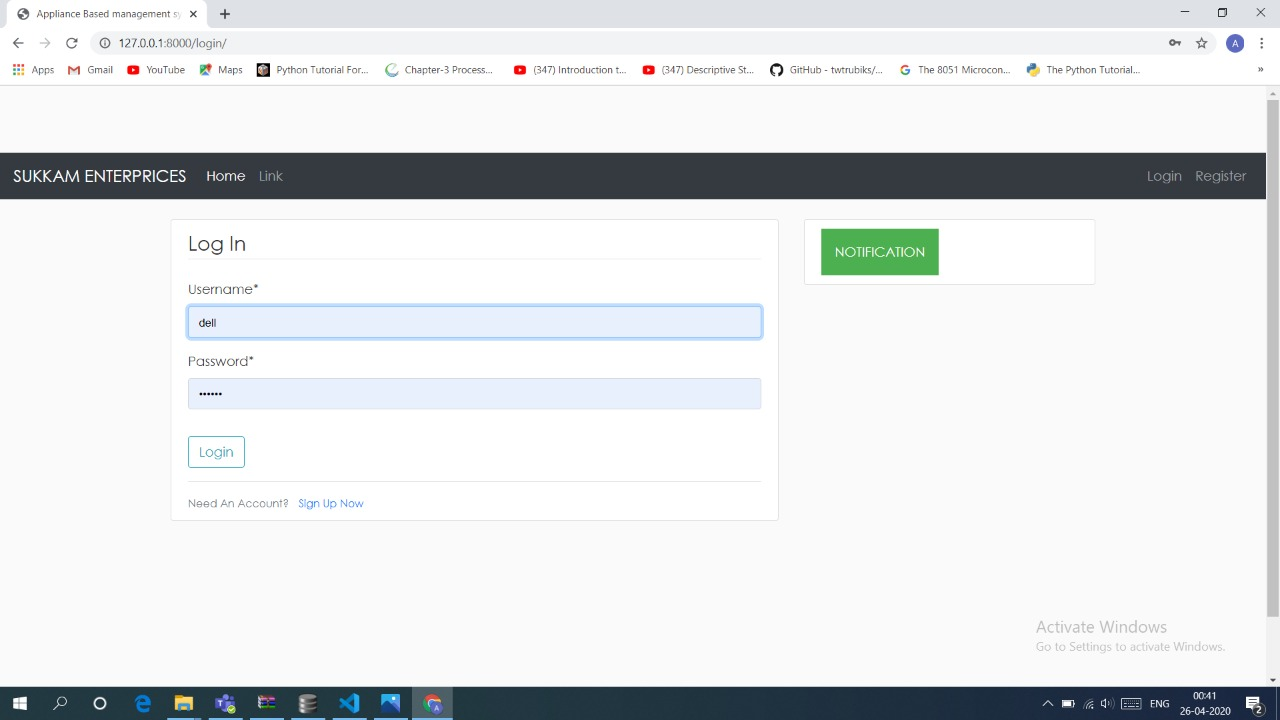 Appliance Based management sy
127.0.0.1:8000/login/
A
Apps Gmail YouTube Maps Python Tutorial For... Chapter-3 Process... (347) Introduction t... (347) Descriptive St... GitHub - twtrubiks/... The 8051 Microcon... The Python Tutorial... »
SUKKAM ENTERPRICES Home Link Login Register
Log In
NOTIFICATION
Username*
dell
Password*
••••••
Login
Need An Account? Sign Up Now
Activate Windows
Go to Settings to activate Windows.
ENG
00:41
26-04-2020
2